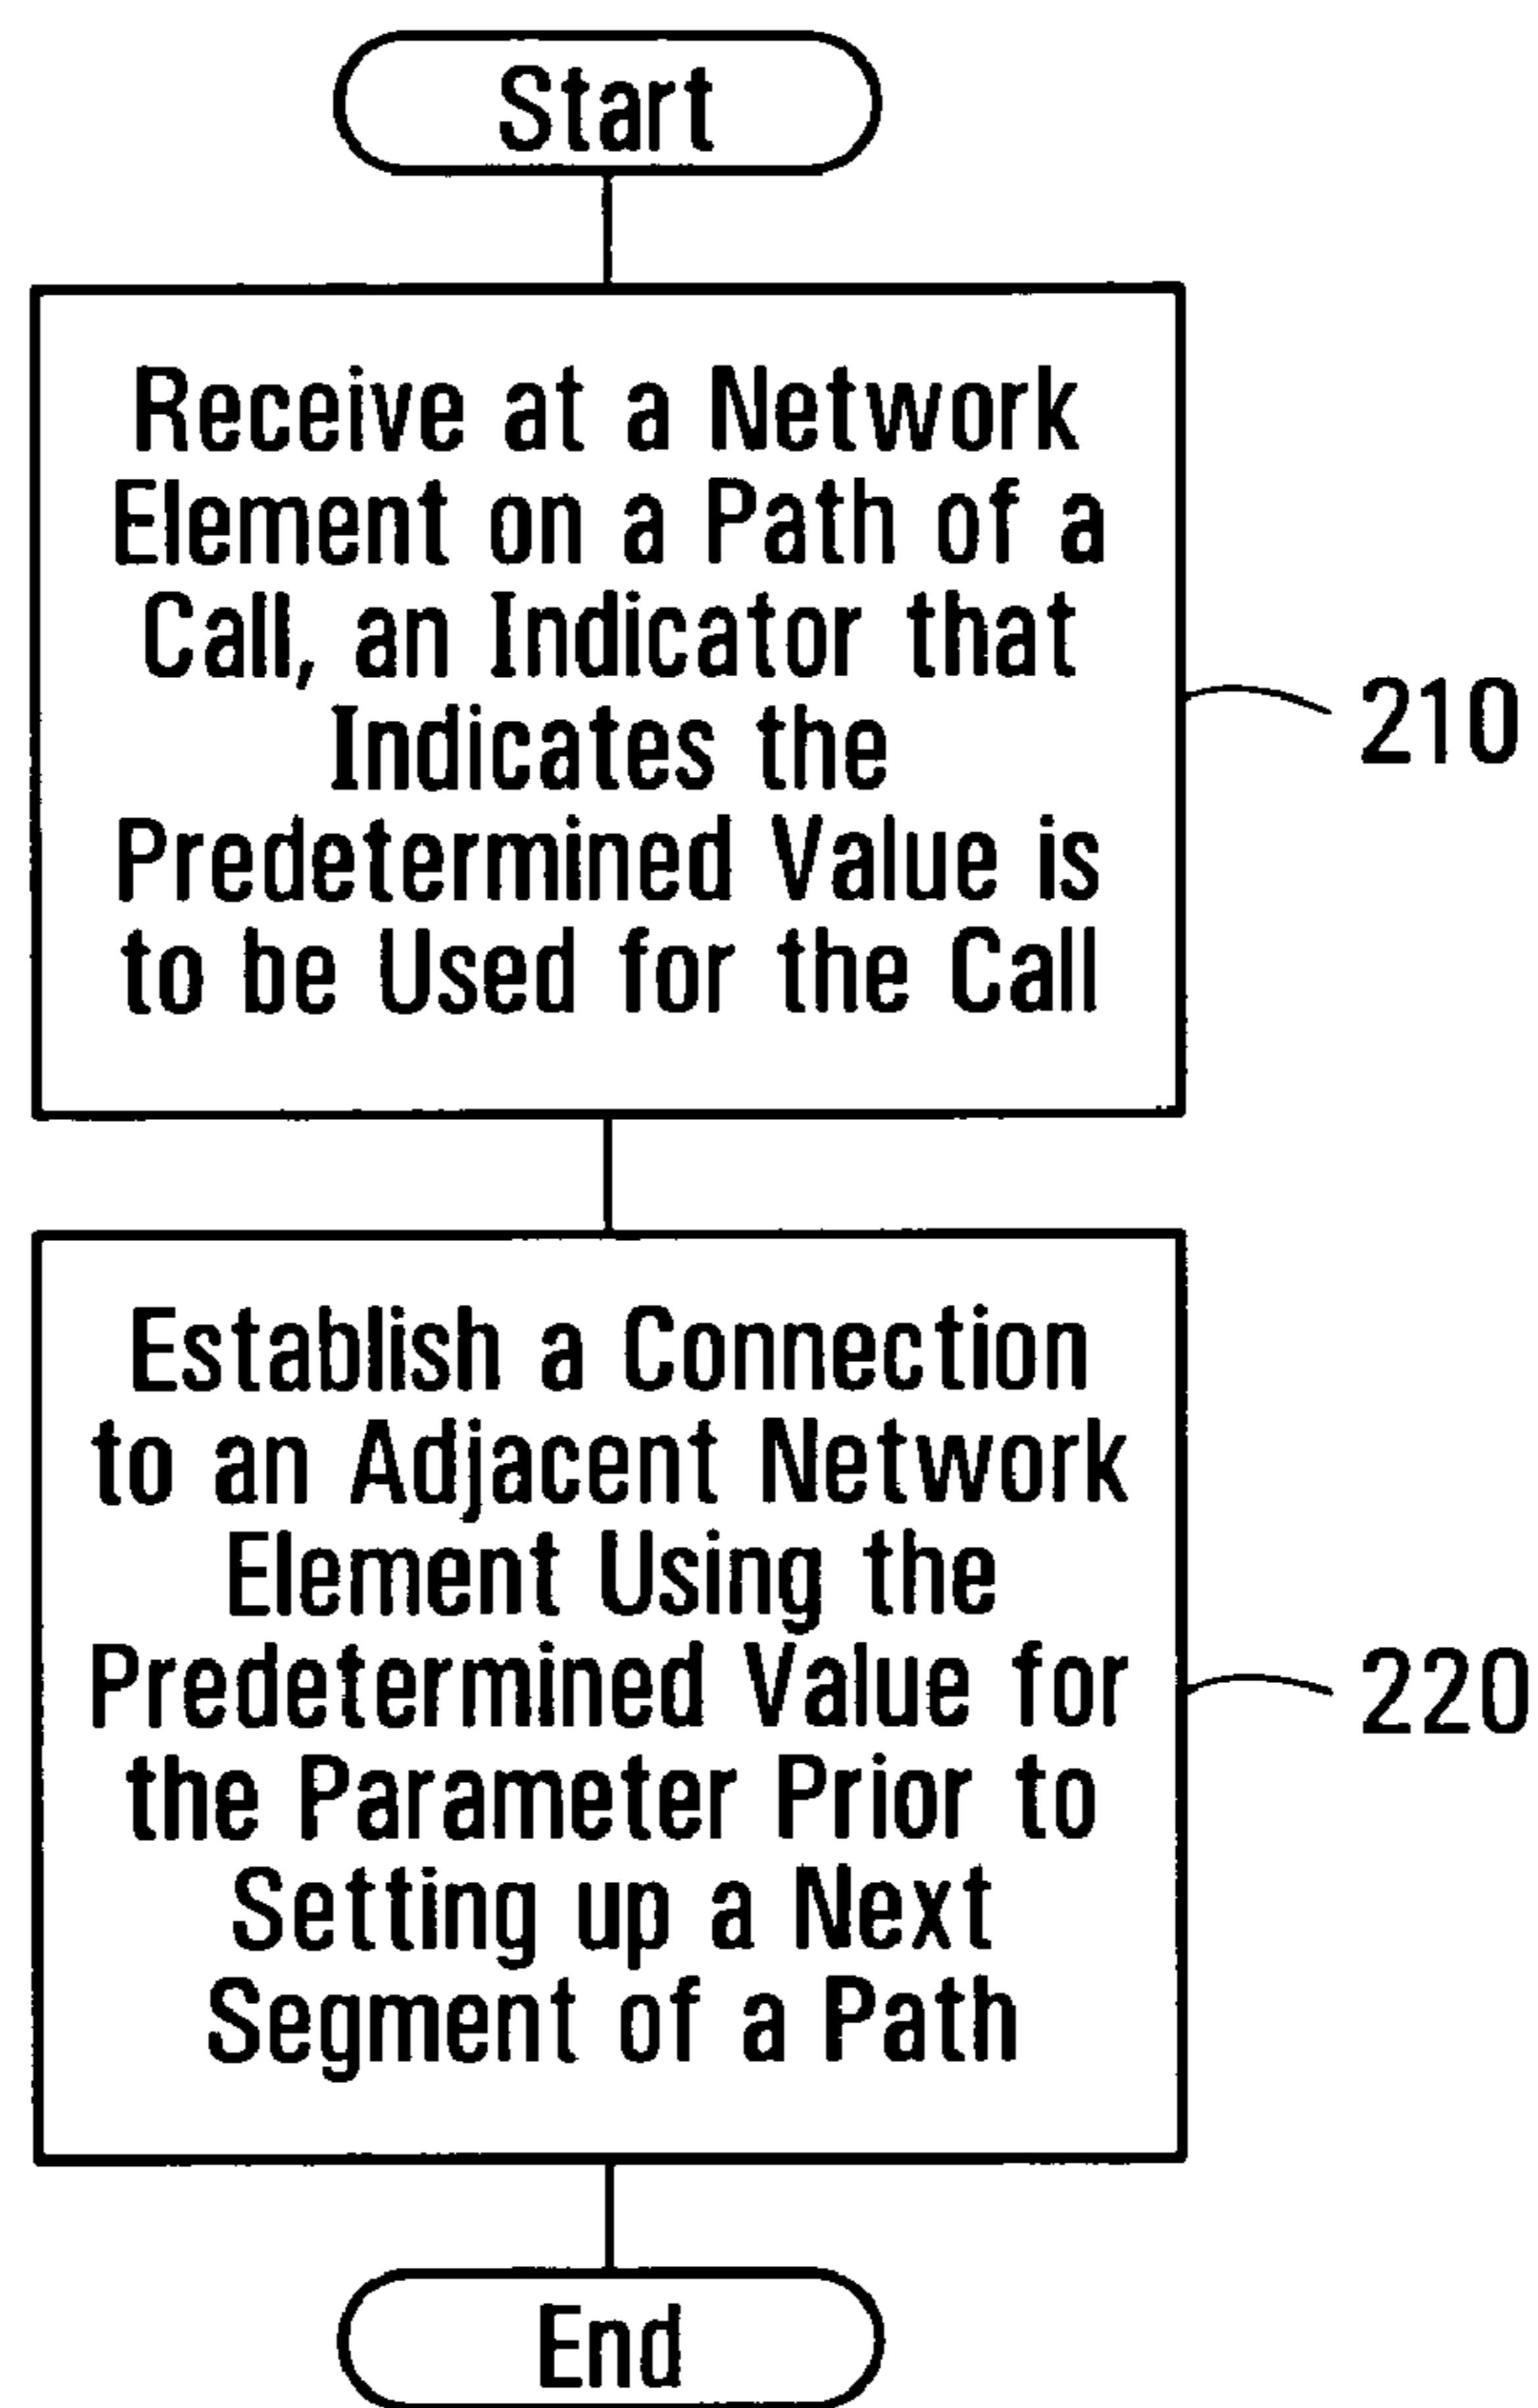 Start
Receive at a Network
Element on a Path of a
Call, an Indicator that
Indicates the
Predetermined Value is
to be Used for the Call
210
Establish a Connection
to an Adjacent Network
Element Using the
Predetermined Value for
the Parameter Prior to
Setting up a Next
Segment of a Path
220
End